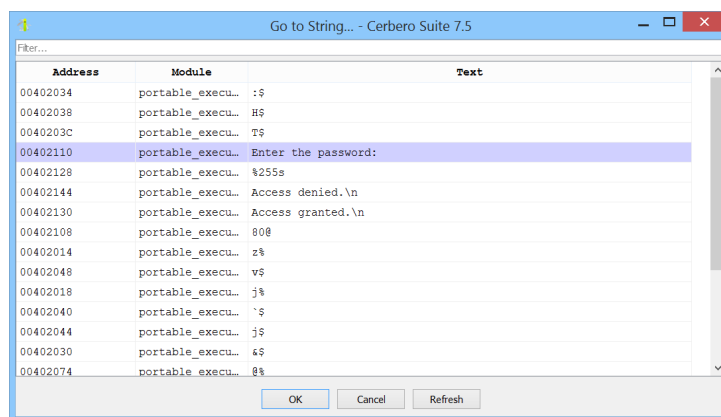 Go to String... - Cerbero Suite 7.5
Filter...
Address Module Text
00402034 portable_execu… :$
00402038 portable_execu… H$
0040203C portable_execu… T$
00402110 portable_execu… Enter the password:
00402128 portable_execu… %255s
00402144 portable_execu… Access denied.\n
00402130 portable_execu… Access granted.\n
00402108 portable_execu… 80@
00402014 portable_execu… z%
00402048 portable_execu… v$
00402018 portable_execu… j%
00402040 portable_execu… `$
00402044 portable_execu… j$
00402030 portable_execu… &$
00402074 portable_execu… @%
OK Cancel Refresh